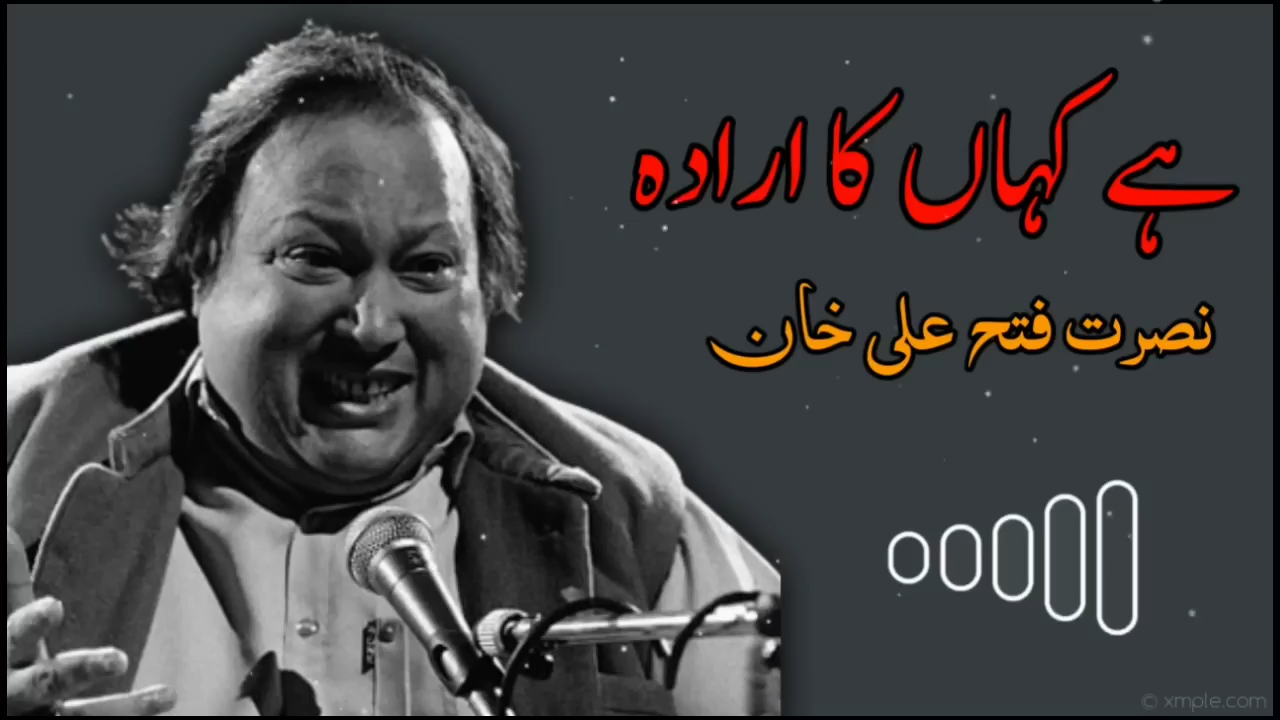 ہے کہاں کا ارادہ
نصرت فتح علی خان
© xmple.com